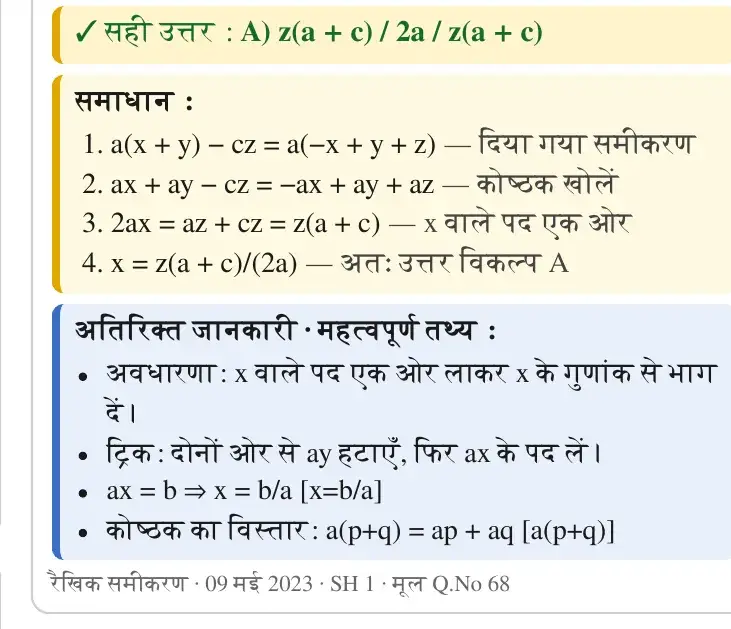 ✓ सही उत्तर : A) z(a + c) / 2a / z(a + c)
समाधान :
1. a(x + y) − cz = a(−x + y + z) — दिया गया समीकरण
2. ax + ay − cz = −ax + ay + az — कोष्ठक खोलें
3. 2ax = az + cz = z(a + c) — x वाले पद एक ओर
4. x = z(a + c)/(2a) — अतः उत्तर विकल्प A
अतिरिक्त जानकारी · महत्वपूर्ण तथ्य :
• अवधारणा : x वाले पद एक ओर लाकर x के गुणांक से भाग
दें।
• ट्रिक : दोनों ओर से ay हटाएँ, फिर ax के पद लें।
• ax = b ⇒ x = b/a [x=b/a]
• कोष्ठक का विस्तार : a(p+q) = ap + aq [a(p+q)]
रैखिक समीकरण · 09 मई 2023 · SH 1 · मूल Q.No 68